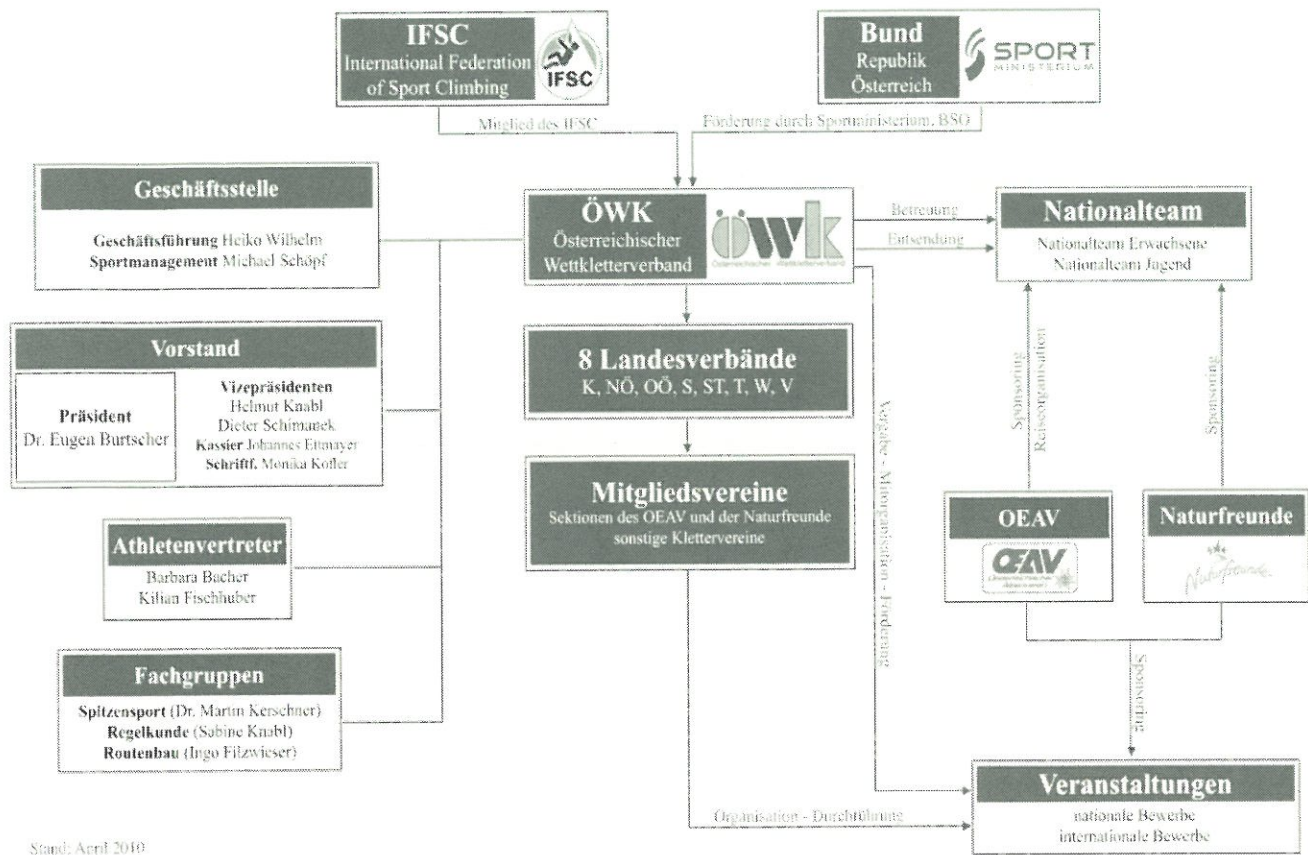 IFSC
International Federation
of Sport Climbing
IFSC
Bund
Republik
Österreich
SPORT
MINISTERIUM
Mitglied des IFSC
Förderung durch Sportministerium, BSO
Geschäftsstelle
Geschäftsführung Heiko Wilhelm
Sportmanagement Michael Schöpf
ÖWK
Österreichischer
Wettkletterverband
öwk
Österreichischer Wettkletterverband
Betreuung
Entsendung
Nationalteam
Nationalteam Erwachsene
Nationalteam Jugend
Vorstand
Präsident
Dr. Eugen Burtscher
Vizepräsidenten
Helmut Knabl
Dieter Schimanek
Kassier Johannes Ettmayer
Schriftf. Monika Kofler
8 Landesverbände
K, NÖ, OÖ, S, ST, T, W, V
Sponsoring
Reiseorganisation
Sponsoring
Vergabe - Mitorganisation - Förderung
Mitgliedsvereine
Sektionen des OEAV und der Naturfreunde
sonstige Klettervereine
OEAV
OEAV
Naturfreunde
Naturfreunde
Athletenvertreter
Barbara Bacher
Kilian Fischhuber
Fachgruppen
Spitzensport (Dr. Martin Kerschner)
Regelkunde (Sabine Knabl)
Routenbau (Ingo Filzwieser)
Sponsoring
Organisation - Durchführung
Veranstaltungen
nationale Bewerbe
internationale Bewerbe
Stand: April 2010